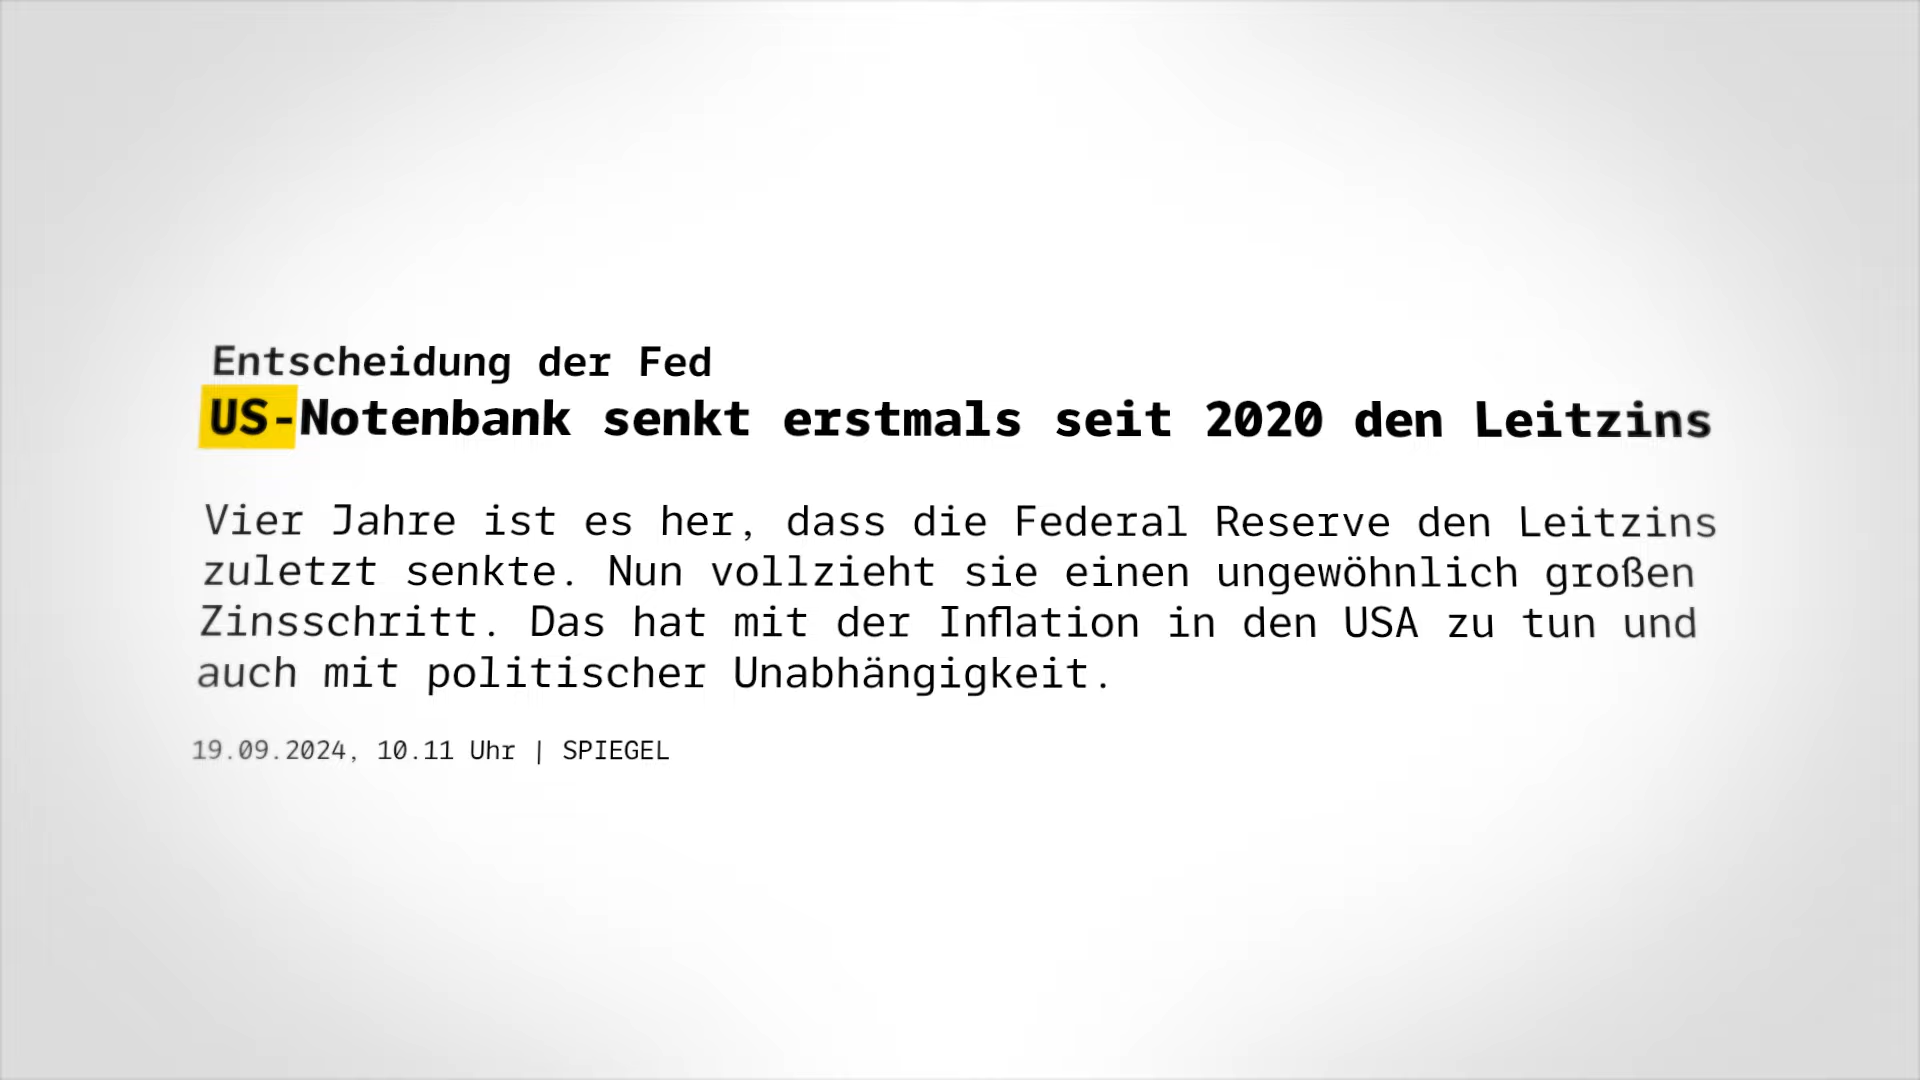 Entscheidung der Fed
US-Notenbank senkt erstmals seit 2020 den Leitzins
Vier Jahre ist es her, dass die Federal Reserve den Leitzins
zuletzt senkte. Nun vollzieht sie einen ungewöhnlich großen
Zinsschritt. Das hat mit der Inflation in den USA zu tun und
auch mit politischer Unabhängigkeit.
19.09.2024, 10.11 Uhr | SPIEGEL